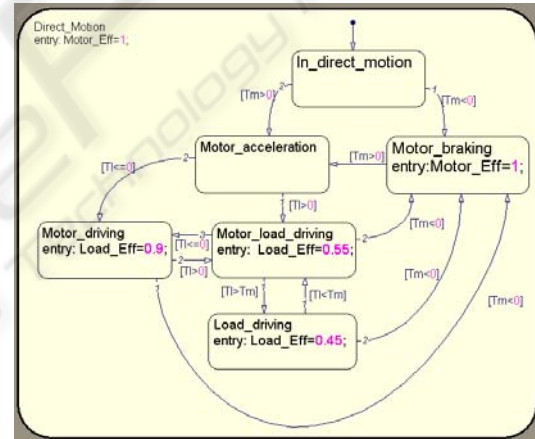 Direct_Motion
entry: Motor_Eff=1;
In_direct_motion
[Tm>0]
2
1
[Tm<0]
Motor_acceleration
[Tm>0]
Motor_braking
entry:Motor_Eff=1;
[Tl<=0]
2
1
[Tl>0]
Motor_driving
entry: Load_Eff=0.9;
3
[Tl<=0]
2
[Tl>0]
Motor_load_driving
entry: Load_Eff=0.55;
2
[Tm<0]
1
[Tl>Tm]
1
[Tl<Tm]
[Tm<0]
[Tm<0]
Load_driving
entry: Load_Eff=0.45;
2
1